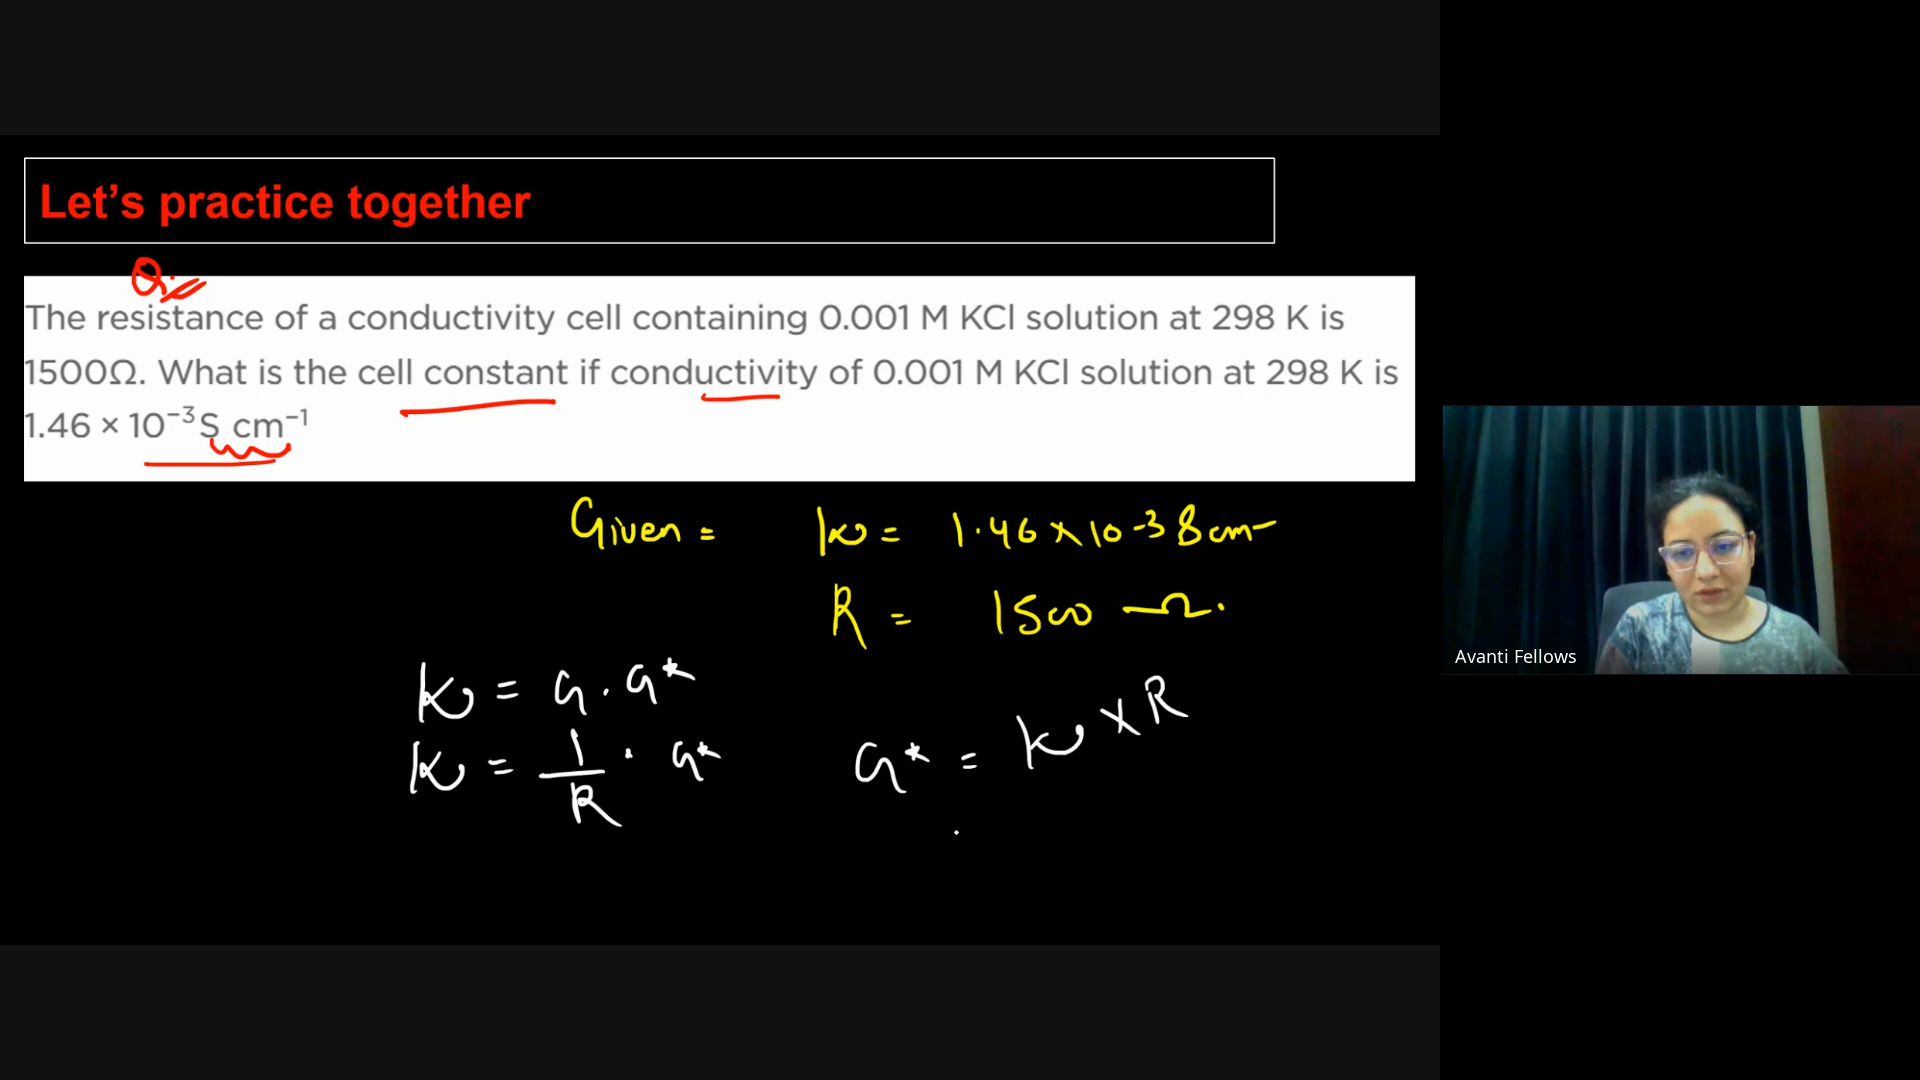 Let's practice together
Q.
The resistance of a conductivity cell containing 0.001 M KCl solution at 298 K is
1500Ω. What is the cell constant if conductivity of 0.001 M KCl solution at 298 K is
1.46 × 10⁻³S cm⁻¹
Given = K = 1.46 × 10-3 S cm-
R = 1500 Ω.
K = G . G*
K = 1/R . G*
G* = K × R
Avanti Fellows